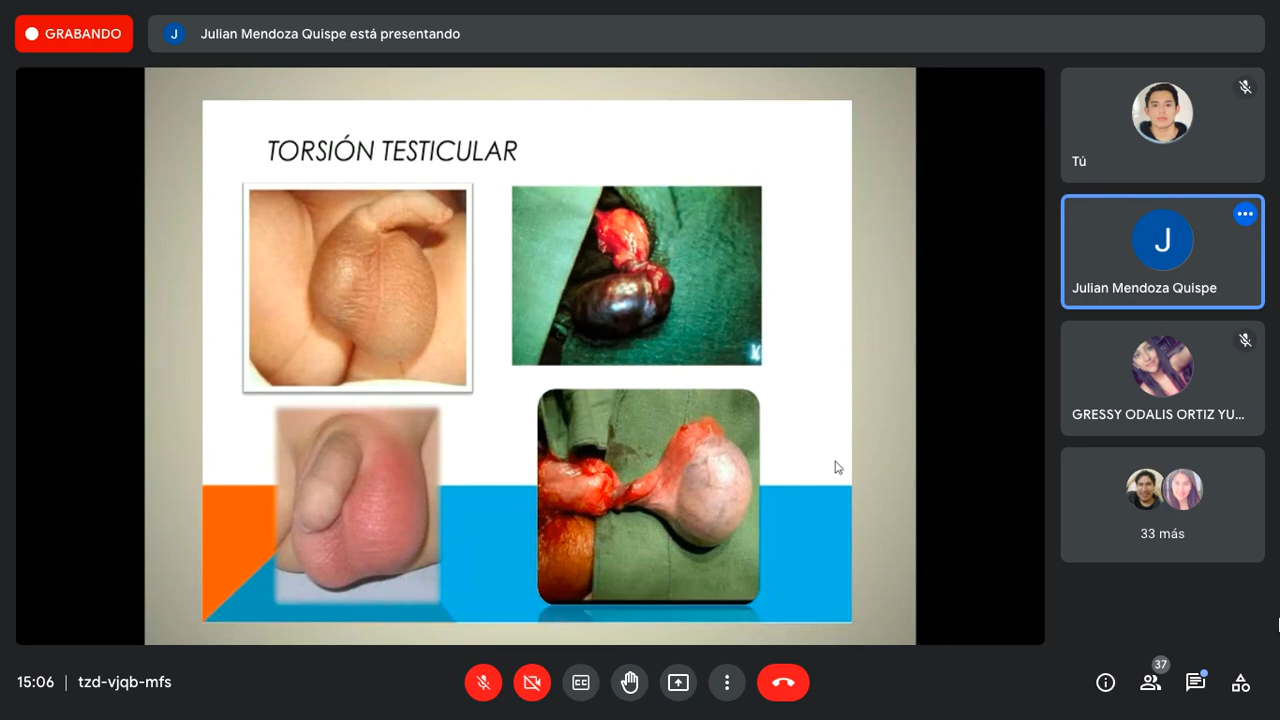 GRABANDO
J
Julian Mendoza Quispe está presentando
TORSIÓN TESTICULAR
Tú
J
Julian Mendoza Quispe
GRESSY ODALIS ORTIZ YU...
33 más
15:06 | tzd-vjqb-mfs
CC
37